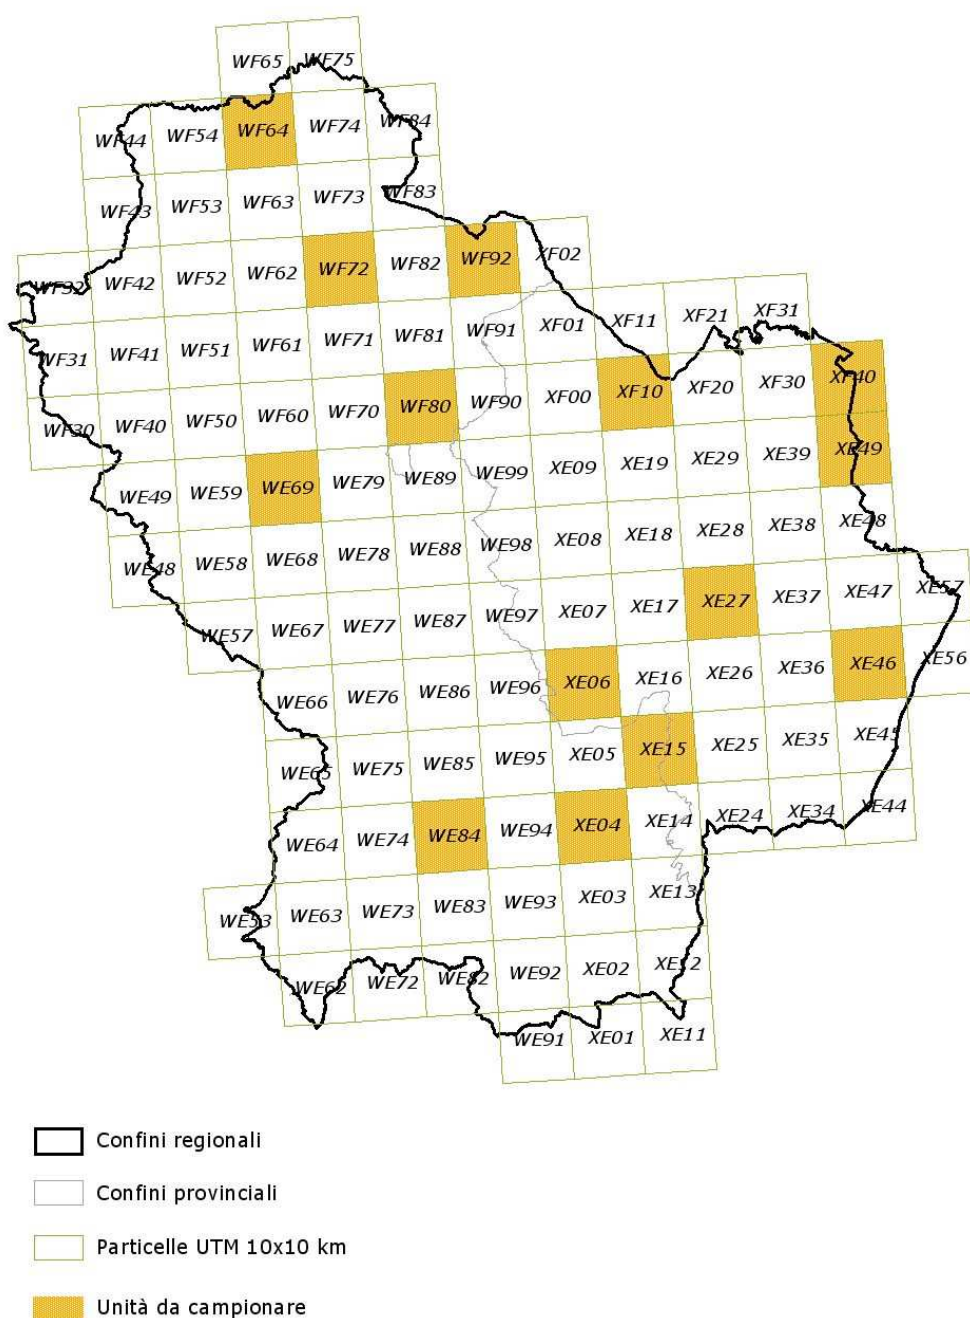 WF65 WF75
WF44 WF54 WF64 WF74 WF84
WF43 WF53 WF63 WF73 WF83
WF32 WF42 WF52 WF62 WF72 WF82 WF92 XF02
WF31 WF41 WF51 WF61 WF71 WF81 WF91 XF01 XF11 XF21 XF31
WF30 WF40 WF50 WF60 WF70 WF80 WF90 XF00 XF10 XF20 XF30 XF40
WE49 WE59 WE69 WE79 WE89 WE99 XE09 XE19 XE29 XE39 XE49
WE48 WE58 WE68 WE78 WE88 WE98 XE08 XE18 XE28 XE38 XE48
WE57 WE67 WE77 WE87 WE97 XE07 XE17 XE27 XE37 XE47 XE57
WE66 WE76 WE86 WE96 XE06 XE16 XE26 XE36 XE46 XE56
WE65 WE75 WE85 WE95 XE05 XE15 XE25 XE35 XE45
WE64 WE74 WE84 WE94 XE04 XE14 XE24 XE34 XE44
WE53 WE63 WE73 WE83 WE93 XE03 XE13
WE62 WE72 WE82 WE92 XE02 XE12
WE91 XE01 XE11
Confini regionali
Confini provinciali
Particelle UTM 10x10 km
Unità da campionare